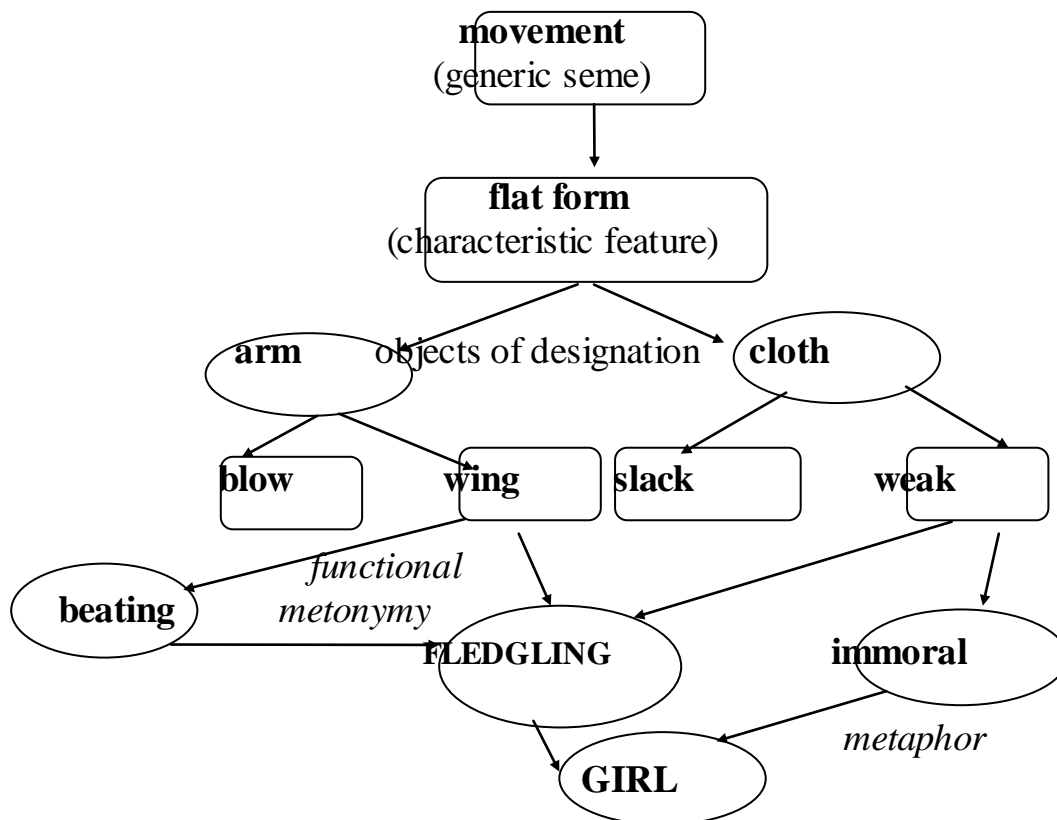 movement
(generic seme)
flat form
(characteristic feature)
arm
objects of designation
cloth
blow
wing
slack
weak
functional
metonymy
beating
FLEDGLING
immoral
metaphor
GIRL